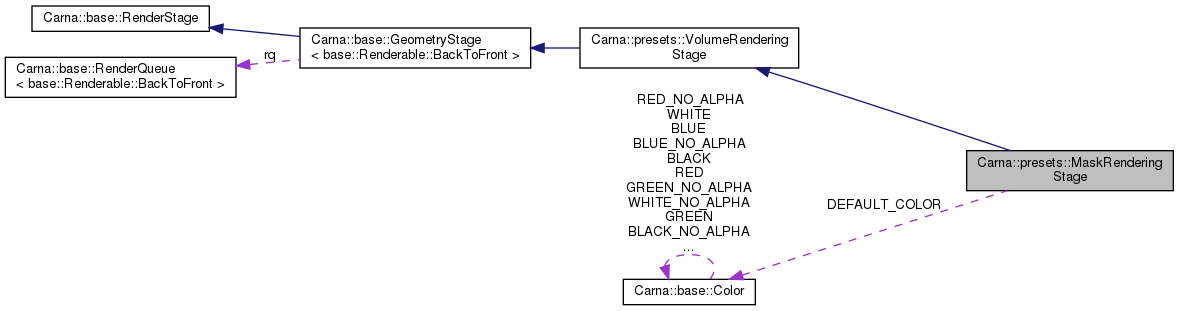 Carna::base::RenderStage
Carna::base::GeometryStage
< base::Renderable::BackToFront >
Carna::presets::VolumeRendering
Stage
rq
Carna::base::RenderQueue
< base::Renderable::BackToFront >
RED_NO_ALPHA
WHITE
BLUE
BLUE_NO_ALPHA
BLACK
RED
GREEN_NO_ALPHA
WHITE_NO_ALPHA
GREEN
BLACK_NO_ALPHA
...
Carna::presets::MaskRendering
Stage
DEFAULT_COLOR
Carna::base::Color